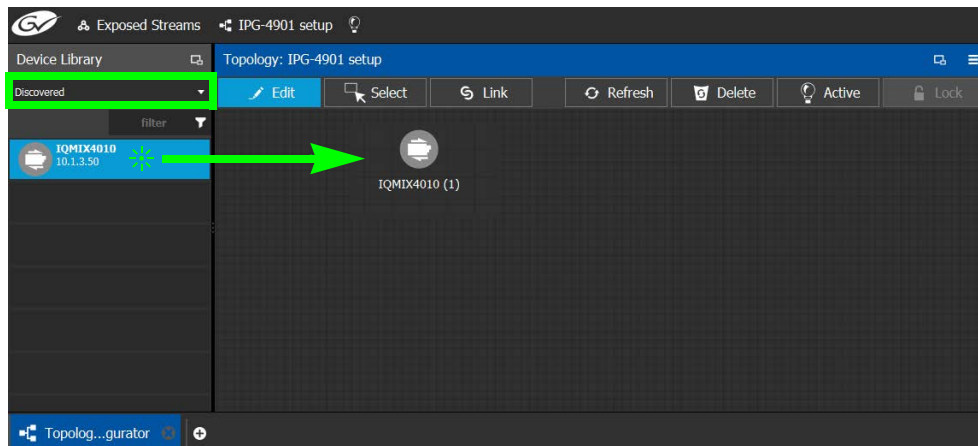 GV Exposed Streams IPG-4901 setup
Device Library
Topology: IPG-4901 setup
Discovered
Edit Select Link Refresh Delete Active Lock
filter
IQMIX4010
10.1.3.50
IQMIX4010 (1)
Topolog...gurator